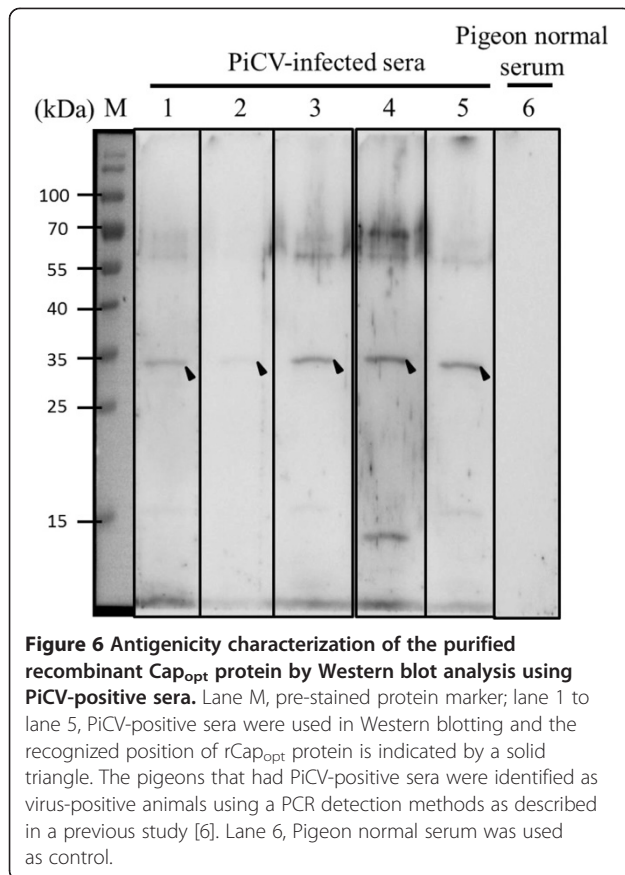 Pigeon normal
PiCV-infected sera serum
(kDa) M 1 2 3 4 5 6
100
70
55
40
35
25
15
Figure 6 Antigenicity characterization of the purified
recombinant Capopt protein by Western blot analysis using
PiCV-positive sera. Lane M, pre-stained protein marker; lane 1 to
lane 5, PiCV-positive sera were used in Western blotting and the
recognized position of rCapopt protein is indicated by a solid
triangle. The pigeons that had PiCV-positive sera were identified as
virus-positive animals using a PCR detection methods as described
in a previous study [6]. Lane 6, Pigeon normal serum was used
as control.